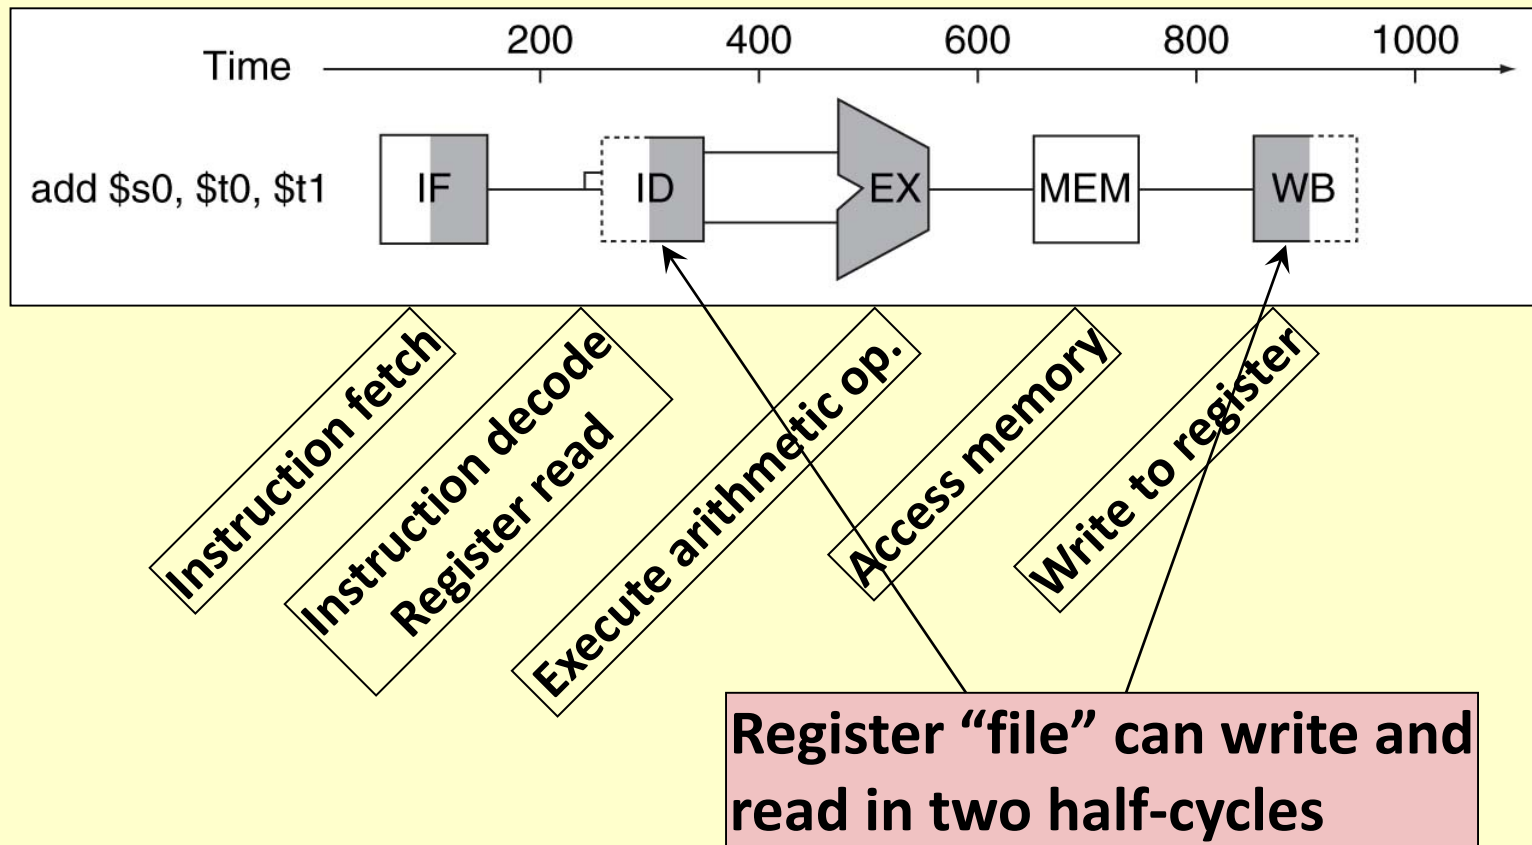 200 400 600 800 1000
Time
add $s0, $t0, $t1 IF ID EX MEM WB
Instruction fetch
Instruction decode
Register read
Execute arithmetic op.
Access memory
Write to register
Register “file” can write and
read in two half-cycles